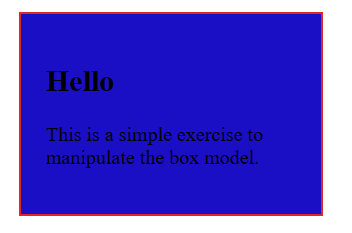 Hello
This is a simple exercise to
manipulate the box model.